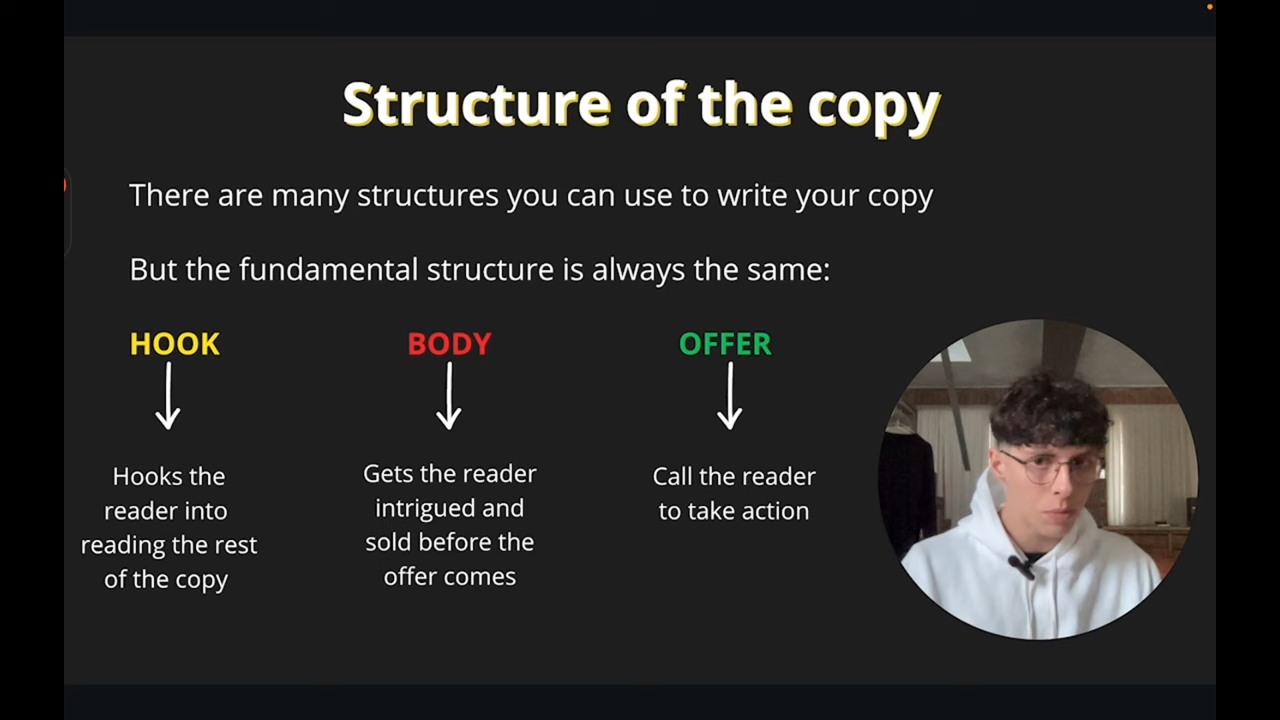 Structure of the copy
There are many structures you can use to write your copy
But the fundamental structure is always the same:
HOOK
Hooks the
reader into
reading the rest
of the copy
BODY
Gets the reader
intrigued and
sold before the
offer comes
OFFER
Call the reader
to take action